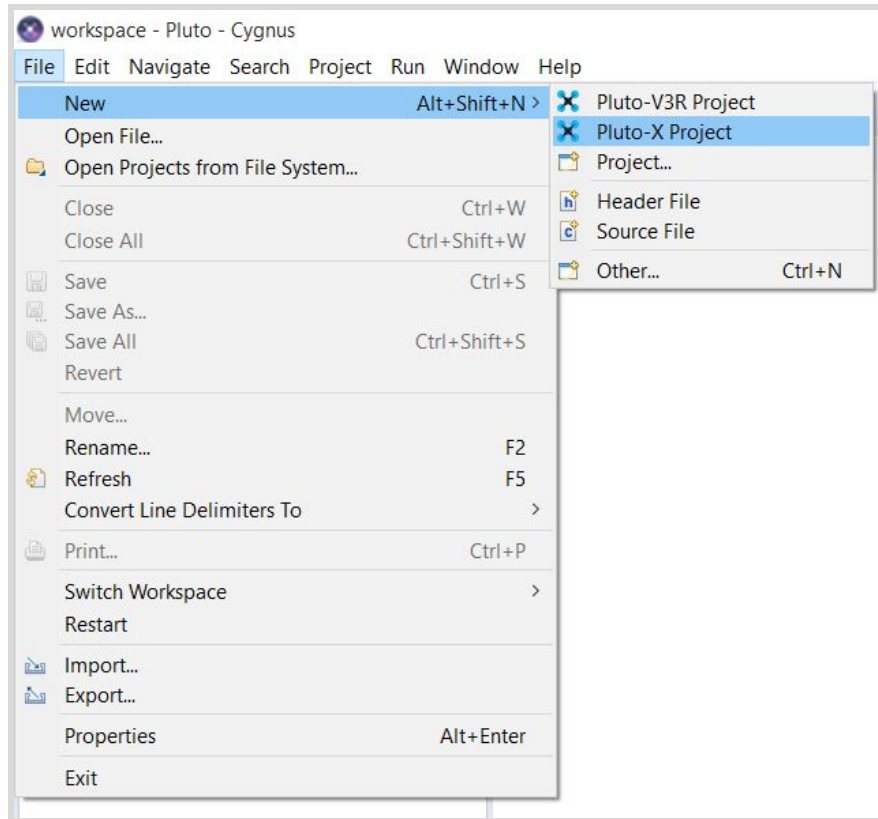 workspace - Pluto - Cygnus
File Edit Navigate Search Project Run Window Help
New Alt+Shift+N >
Open File...
Open Projects from File System...
Close Ctrl+W
Close All Ctrl+Shift+W
Save Ctrl+S
Save As...
Save All Ctrl+Shift+S
Revert
Move...
Rename... F2
Refresh F5
Convert Line Delimiters To >
Print... Ctrl+P
Switch Workspace >
Restart
Import...
Export...
Properties Alt+Enter
Exit
Pluto-V3R Project
Pluto-X Project
Project...
Header File
Source File
Other... Ctrl+N